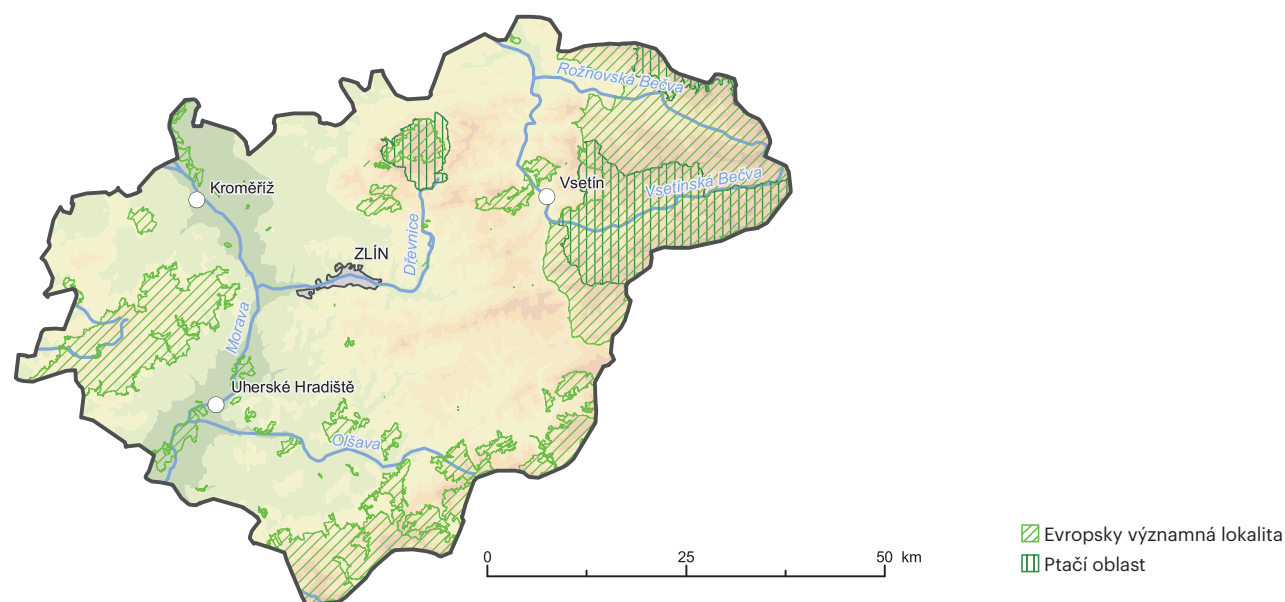 Rožnovská Bečva
Kroměříž
Vsetín
Vsetínská Bečva
Dřevnice
ZLÍN
Morava
Uherské Hradiště
Olšava
0 25 50 km
Evropsky významná lokalita
Ptačí oblast